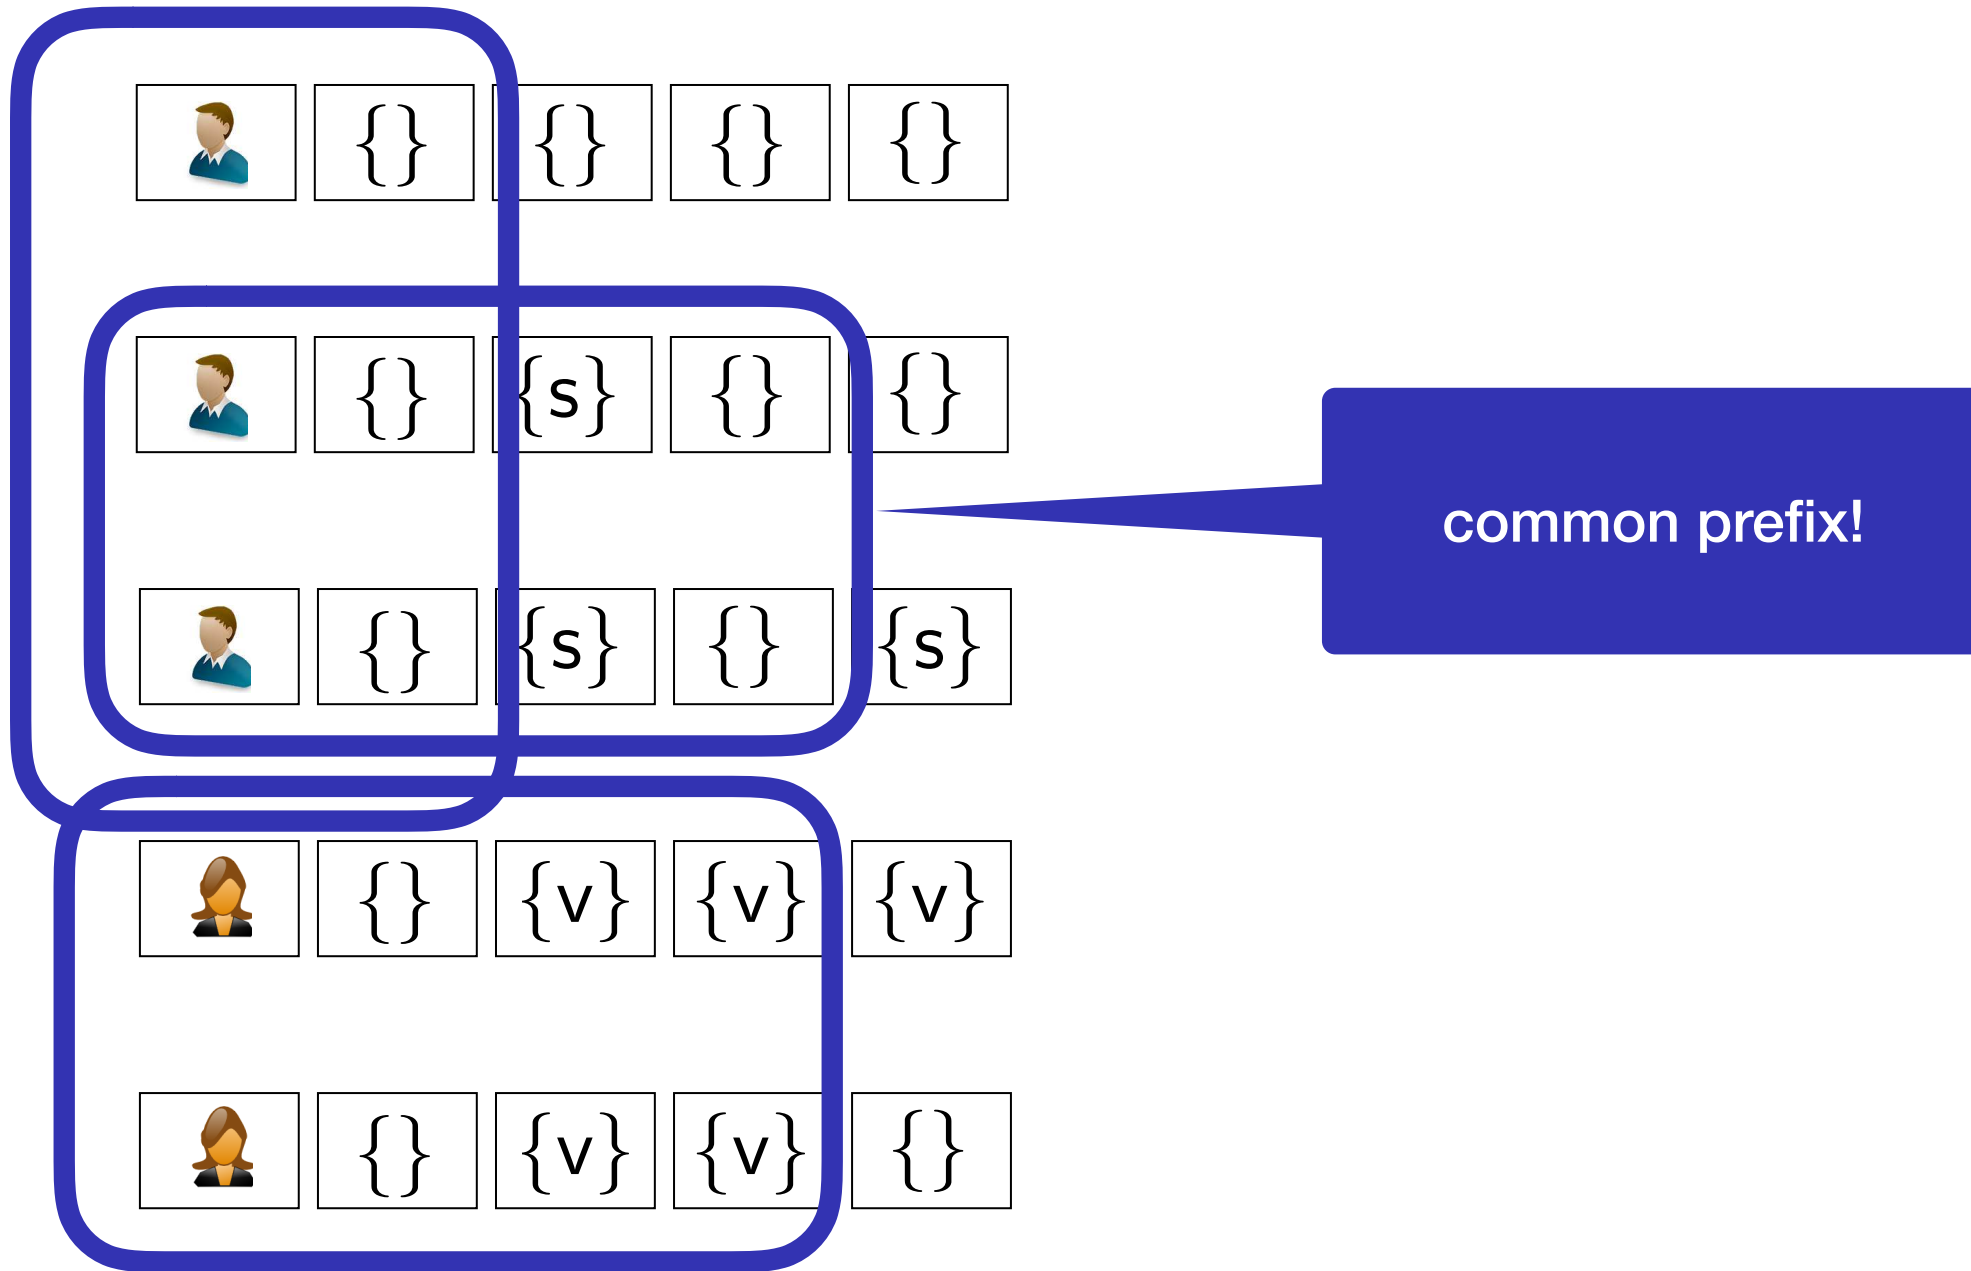 {} {} {} {}
{} {s} {} {}
common prefix!
{} {s} {} {s}
{} {v} {v} {v}
{} {v} {v} {}